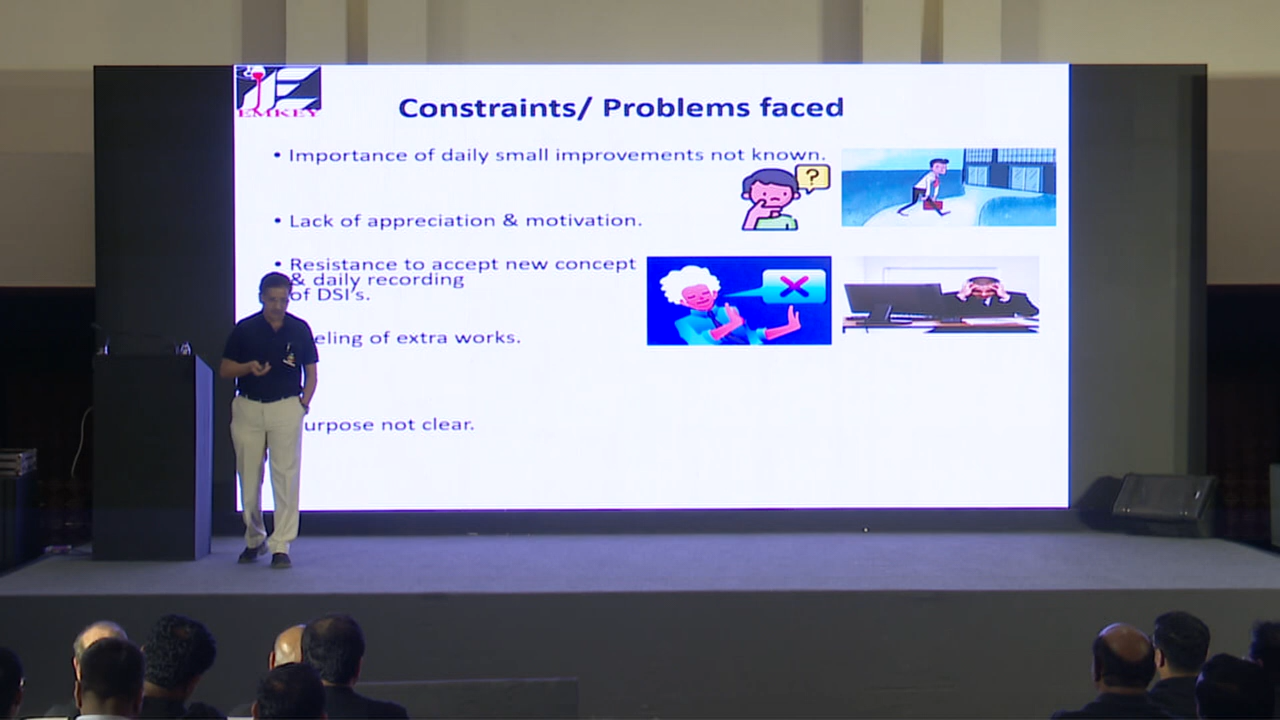 EMKEY
Constraints/ Problems faced
• Importance of daily small improvements not known.
?
• Lack of appreciation & motivation.
• Resistance to accept new concept
& daily recording
of DSI's.
eling of extra works.
urpose not clear.